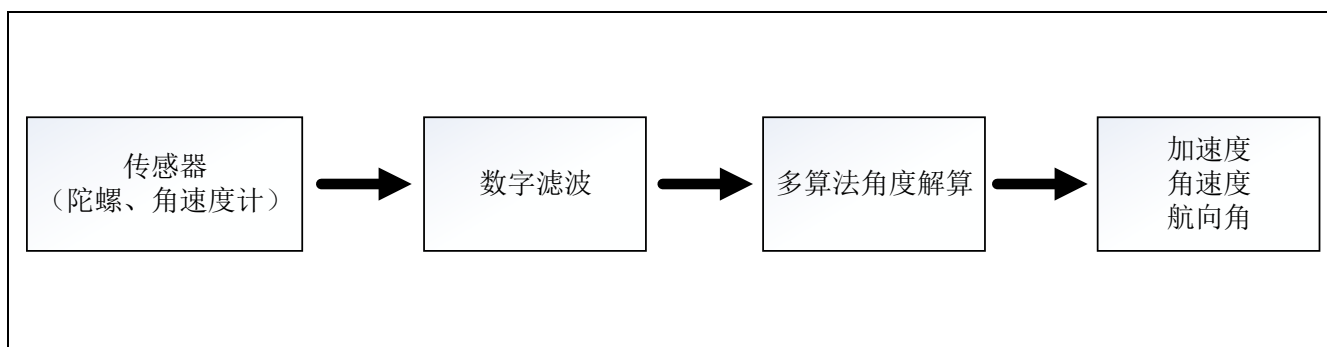 传感器
（陀螺、角速度计）
数字滤波
多算法角度解算
加速度
角速度
航向角